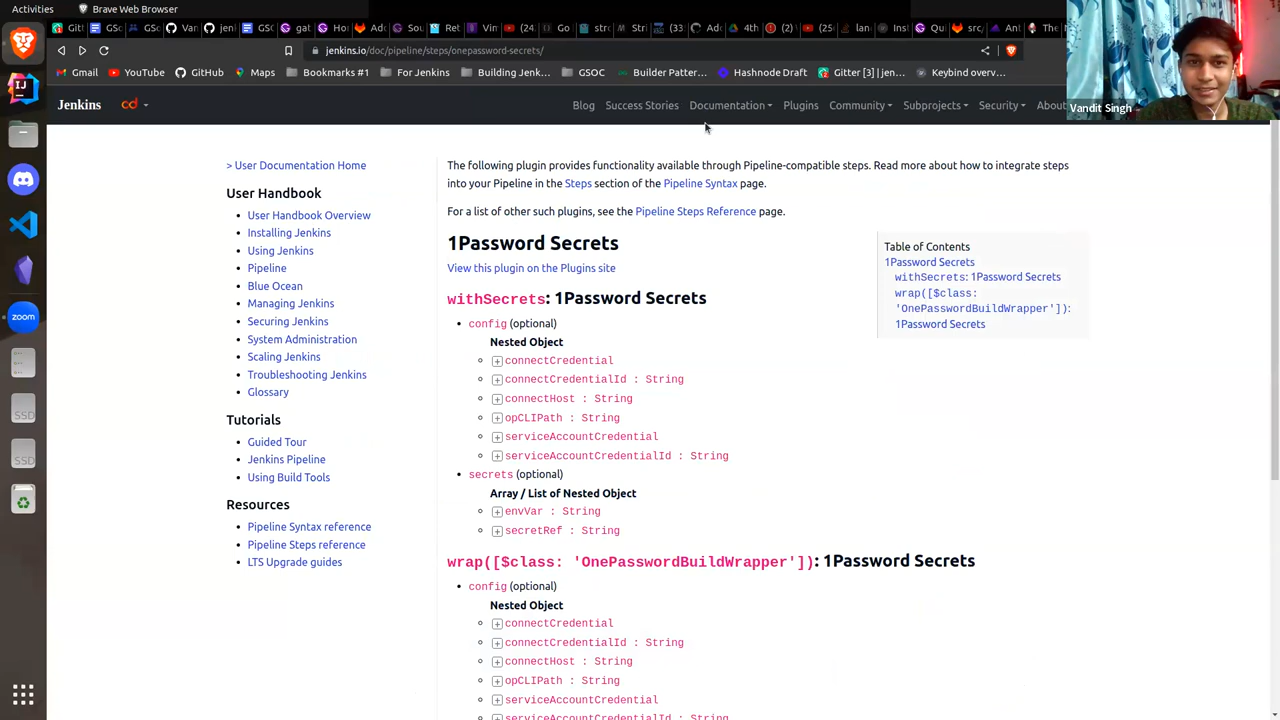 Activities
Brave Web Browser
jenkins.io/doc/pipeline/steps/onepassword-secrets/
Gmail
YouTube
GitHub
Maps
Bookmarks #1
For Jenkins
Building Jenk...
GSOC
Builder Patter...
Hashnode Draft
Gitter [3] | jen...
Keybind overv...
Vandit Singh
Jenkins
cd
Blog
Success Stories
Documentation
Plugins
Community
Subprojects
Security
About
> User Documentation Home
User Handbook
User Handbook Overview
Installing Jenkins
Using Jenkins
Pipeline
Blue Ocean
Managing Jenkins
Securing Jenkins
System Administration
Scaling Jenkins
Troubleshooting Jenkins
Glossary
Tutorials
Guided Tour
Jenkins Pipeline
Using Build Tools
Resources
Pipeline Syntax reference
Pipeline Steps reference
LTS Upgrade guides
The following plugin provides functionality available through Pipeline-compatible steps. Read more about how to integrate steps
into your Pipeline in the Steps section of the Pipeline Syntax page.
For a list of other such plugins, see the Pipeline Steps Reference page.
1Password Secrets
View this plugin on the Plugins site
withSecrets: 1Password Secrets
config (optional)
Nested Object
connectCredential
connectCredentialId : String
connectHost : String
opCLIPath : String
serviceAccountCredential
serviceAccountCredentialId : String
secrets (optional)
Array / List of Nested Object
envVar : String
secretRef : String
wrap([$class: 'OnePasswordBuildWrapper']): 1Password Secrets
config (optional)
Nested Object
connectCredential
connectCredentialId : String
connectHost : String
opCLIPath : String
serviceAccountCredential
serviceAccountCredentialId : String
Table of Contents
1Password Secrets
withSecrets: 1Password Secrets
wrap([$class:
'OnePasswordBuildWrapper']):
1Password Secrets
zoom
SSD
SSD